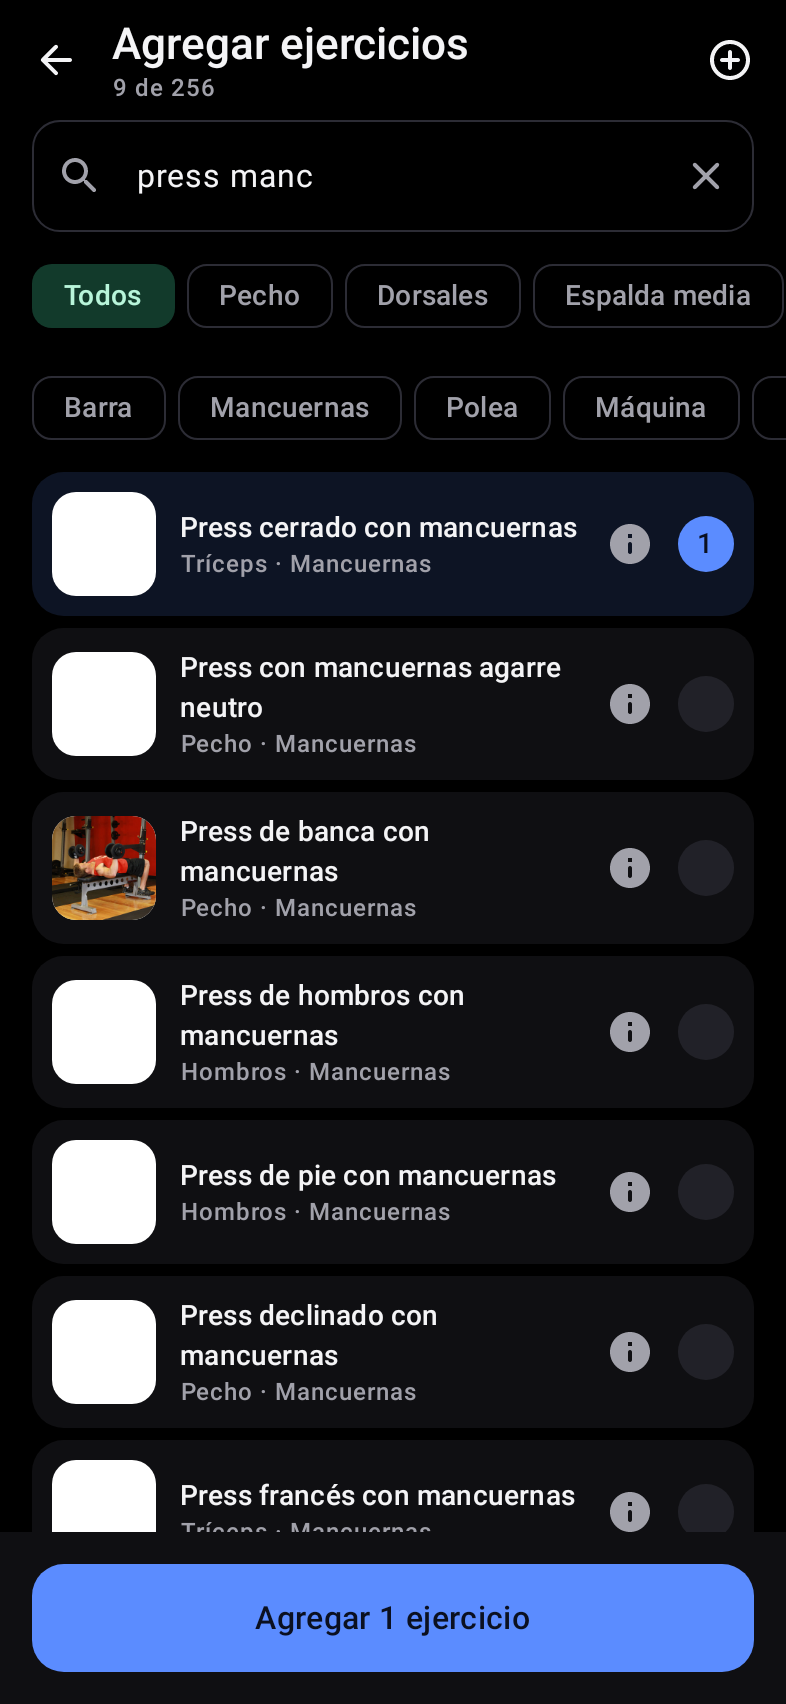 Agregar ejercicios
9 de 256
press manc
Todos
Pecho
Dorsales
Espalda media
Barra
Mancuernas
Polea
Máquina
Press cerrado con mancuernas
Tríceps · Mancuernas
1
Press con mancuernas agarre
neutro
Pecho · Mancuernas
Press de banca con
mancuernas
Pecho · Mancuernas
Press de hombros con
mancuernas
Hombros · Mancuernas
Press de pie con mancuernas
Hombros · Mancuernas
Press declinado con
mancuernas
Pecho · Mancuernas
Press francés con mancuernas
Tríceps · Mancuernas
Agregar 1 ejercicio